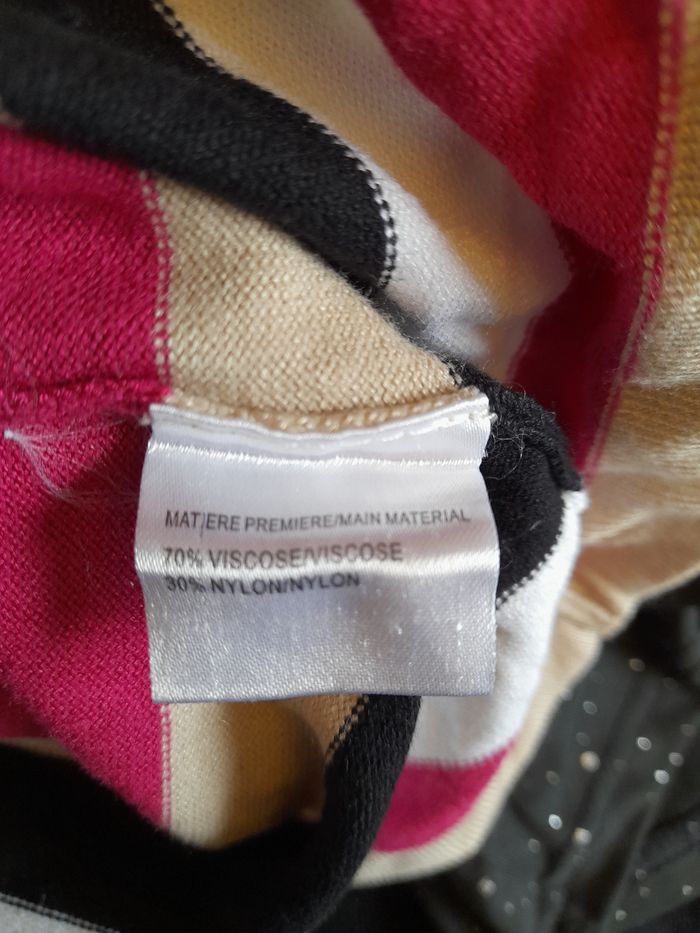 MATIERE PREMIERE/MAIN MATERIAL
70% VISCOSE/VISCOSE
30% NYLON/NYLON